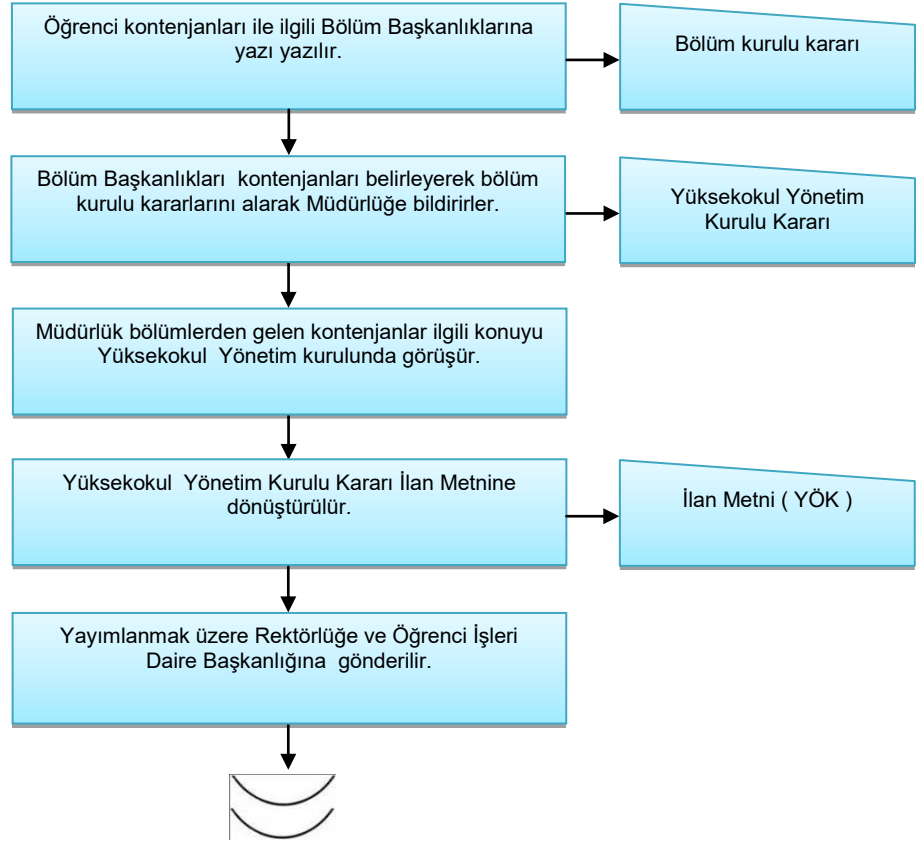 Öğrenci kontenjanları ile ilgili Bölüm Başkanlıklarına
yazı yazılır.
Bölüm kurulu kararı
Bölüm Başkanlıkları  kontenjanları belirleyerek bölüm
kurulu kararlarını alarak Müdürlüğe bildirirler.
Yüksekokul Yönetim
Kurulu Kararı
Müdürlük bölümlerden gelen kontenjanlar ilgili konuyu
Yüksekokul  Yönetim kurulunda görüşür.
Yüksekokul  Yönetim Kurulu Kararı İlan Metnine
dönüştürülür.
İlan Metni ( YÖK )
Yayımlanmak üzere Rektörlüğe ve Öğrenci İşleri
Daire Başkanlığına  gönderilir.